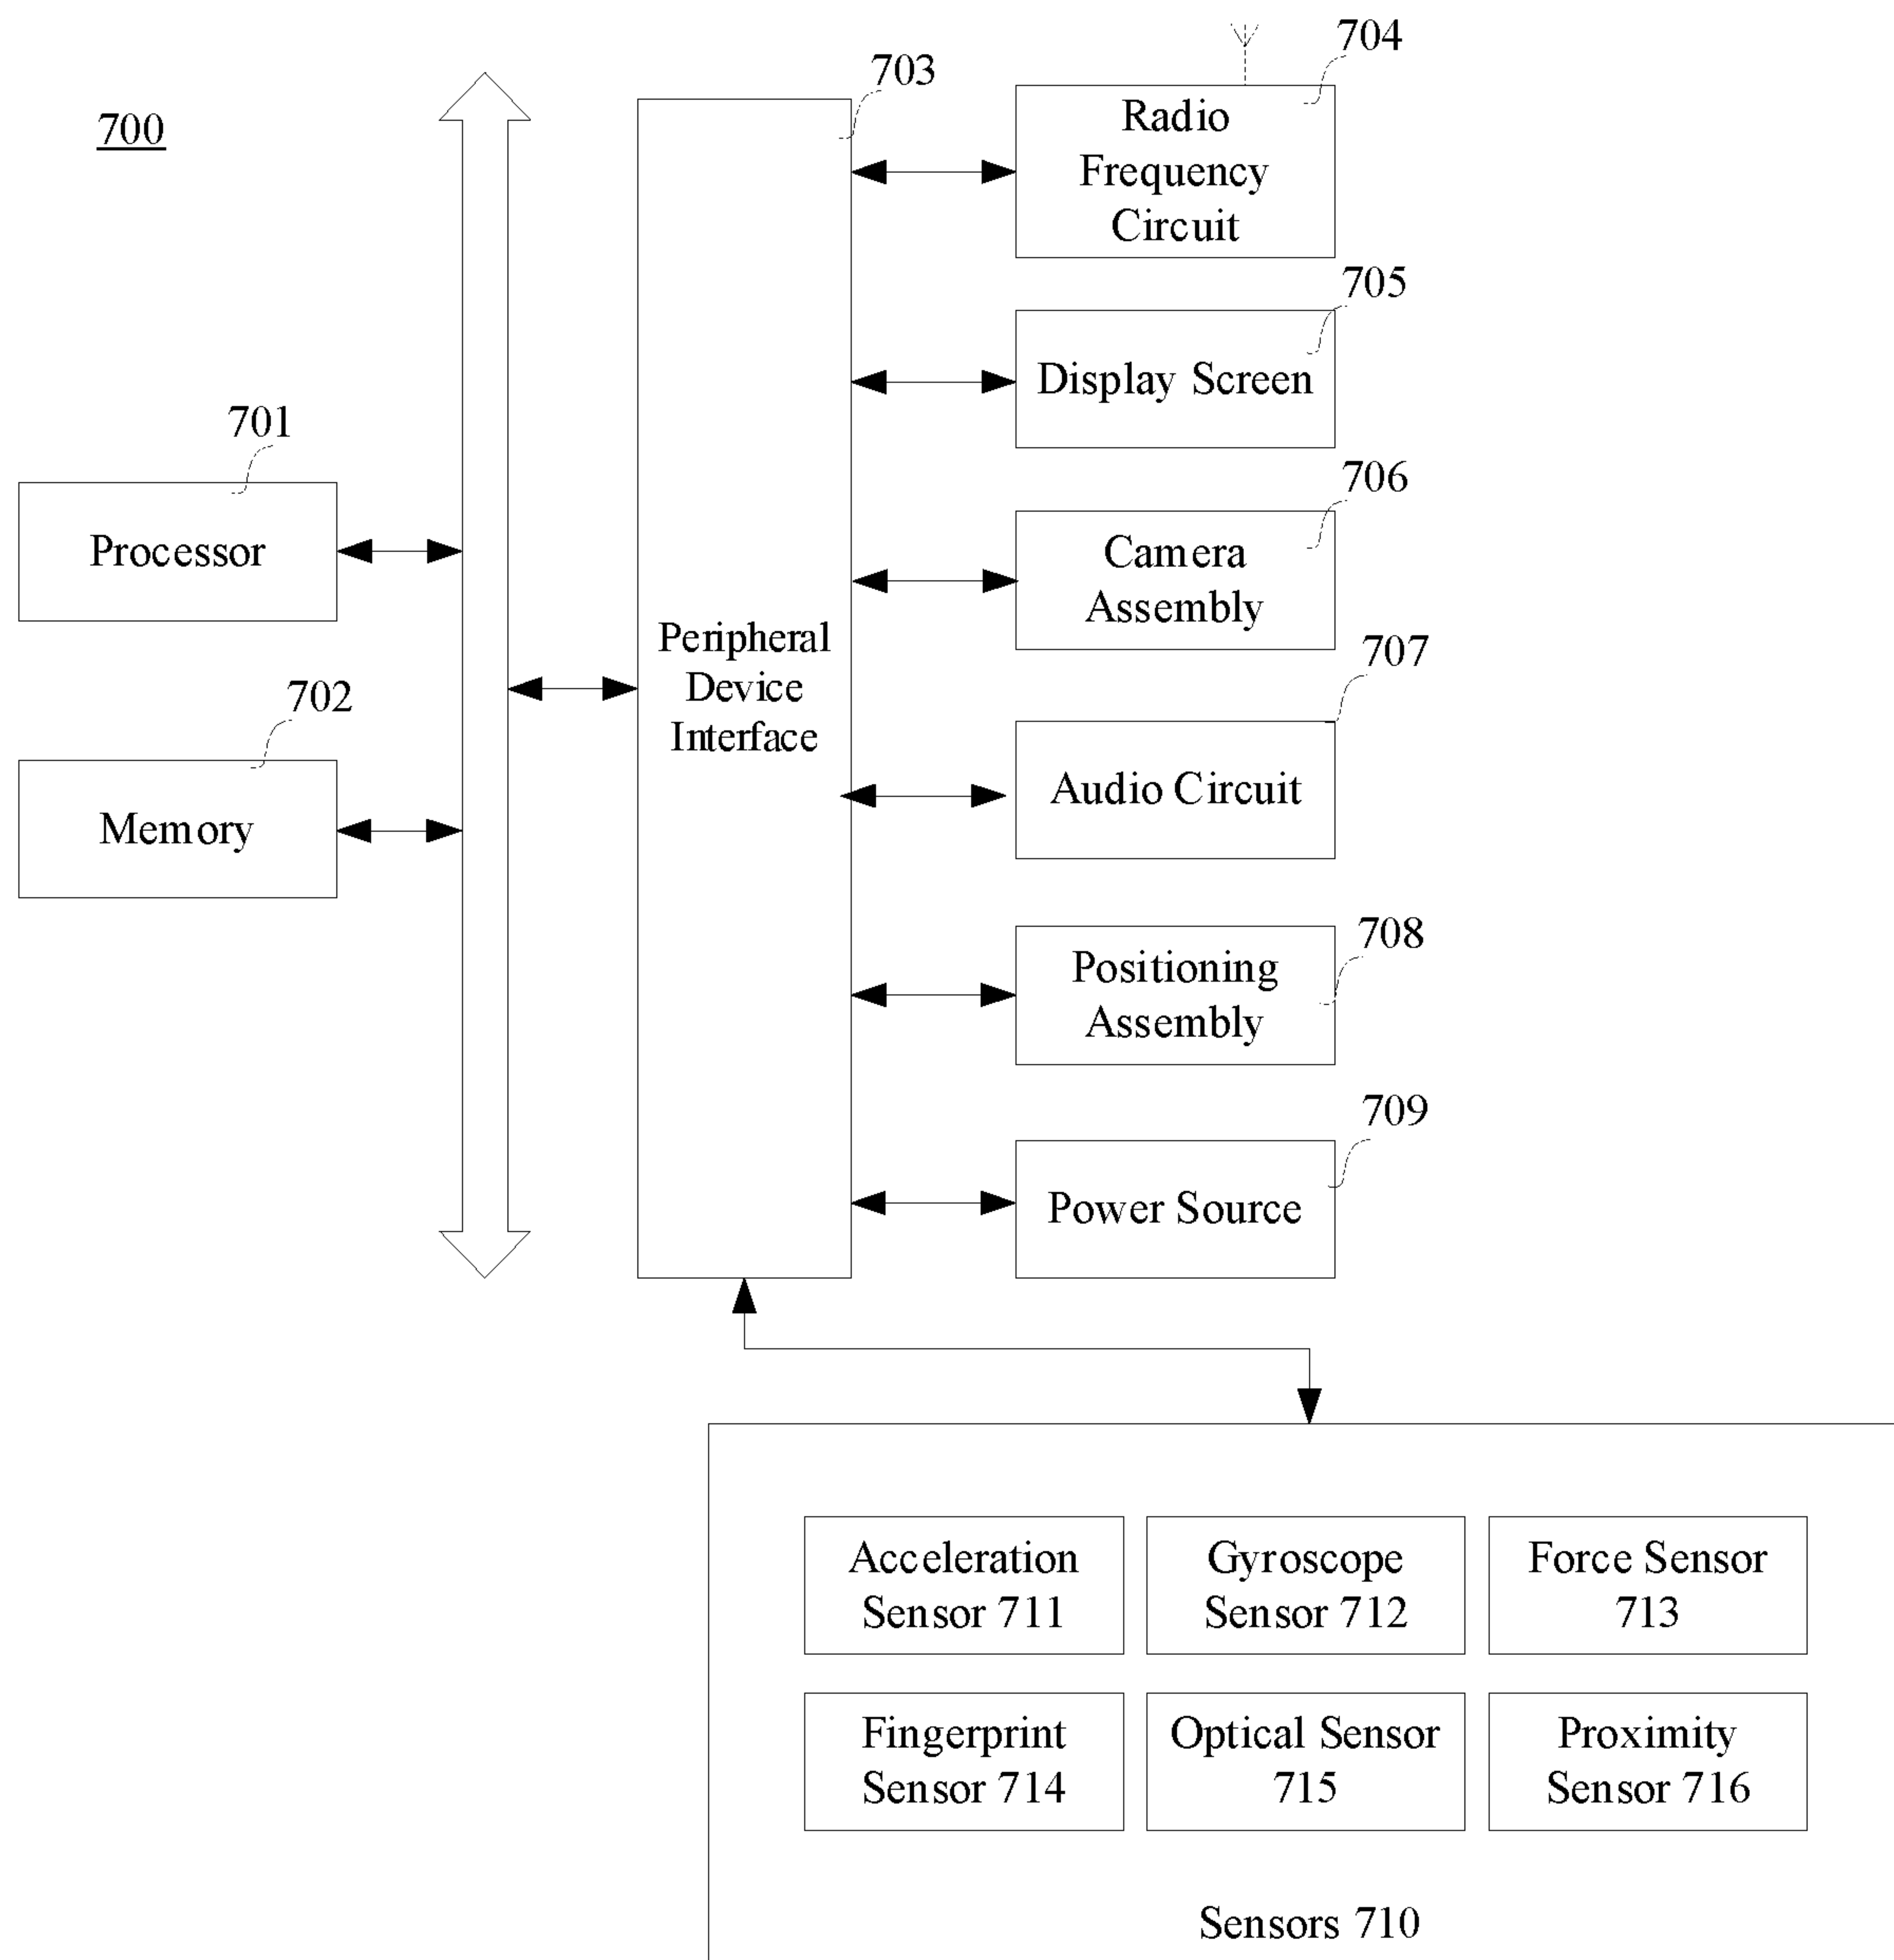 700
703
704
Radio
Frequency
Circuit
705
Display Screen
701
Processor
706
Camera
Assembly
Peripheral
Device
Interface
702
Memory
707
Audio Circuit
708
Positioning
Assembly
709
Power Source
Acceleration
Sensor 711
Gyroscope
Sensor 712
Force Sensor
713
Fingerprint
Sensor 714
Optical Sensor
715
Proximity
Sensor 716
Sensors 710